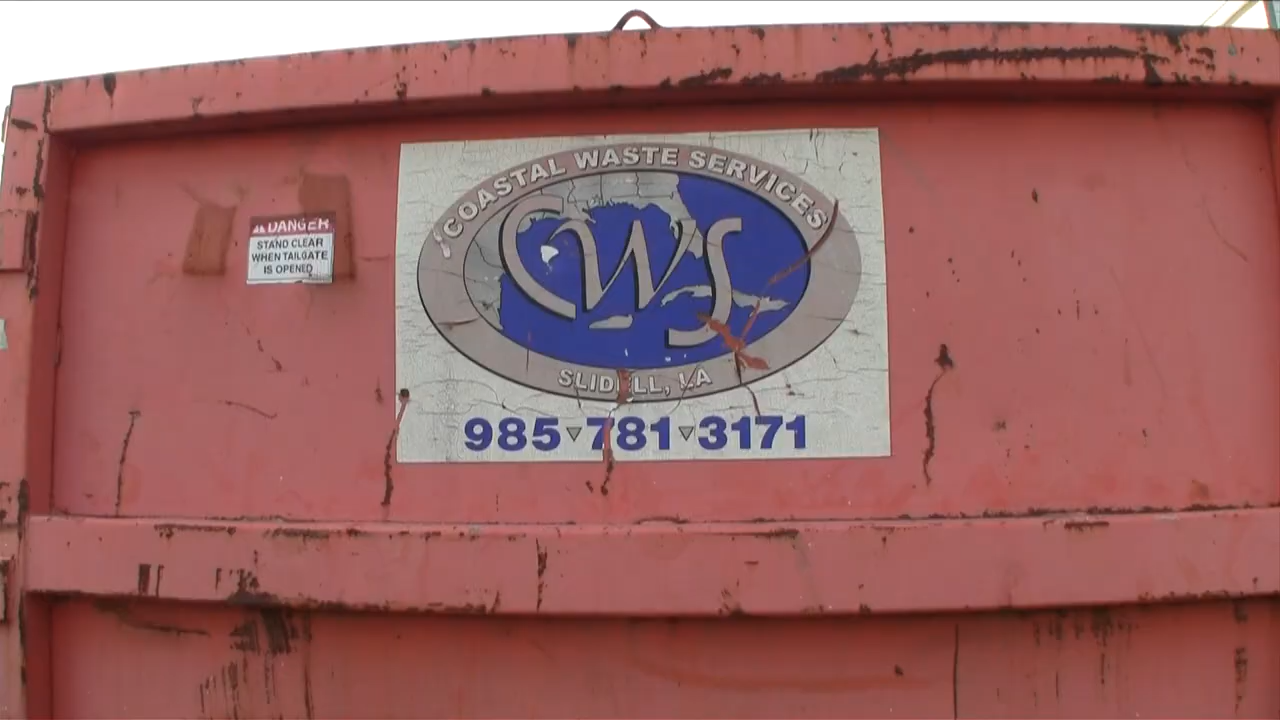 COASTAL WASTE SERVICES
CWS
SLIDELL, LA
985 781 3171
DANGER
STAND CLEAR
WHEN TAILGATE
IS OPENED